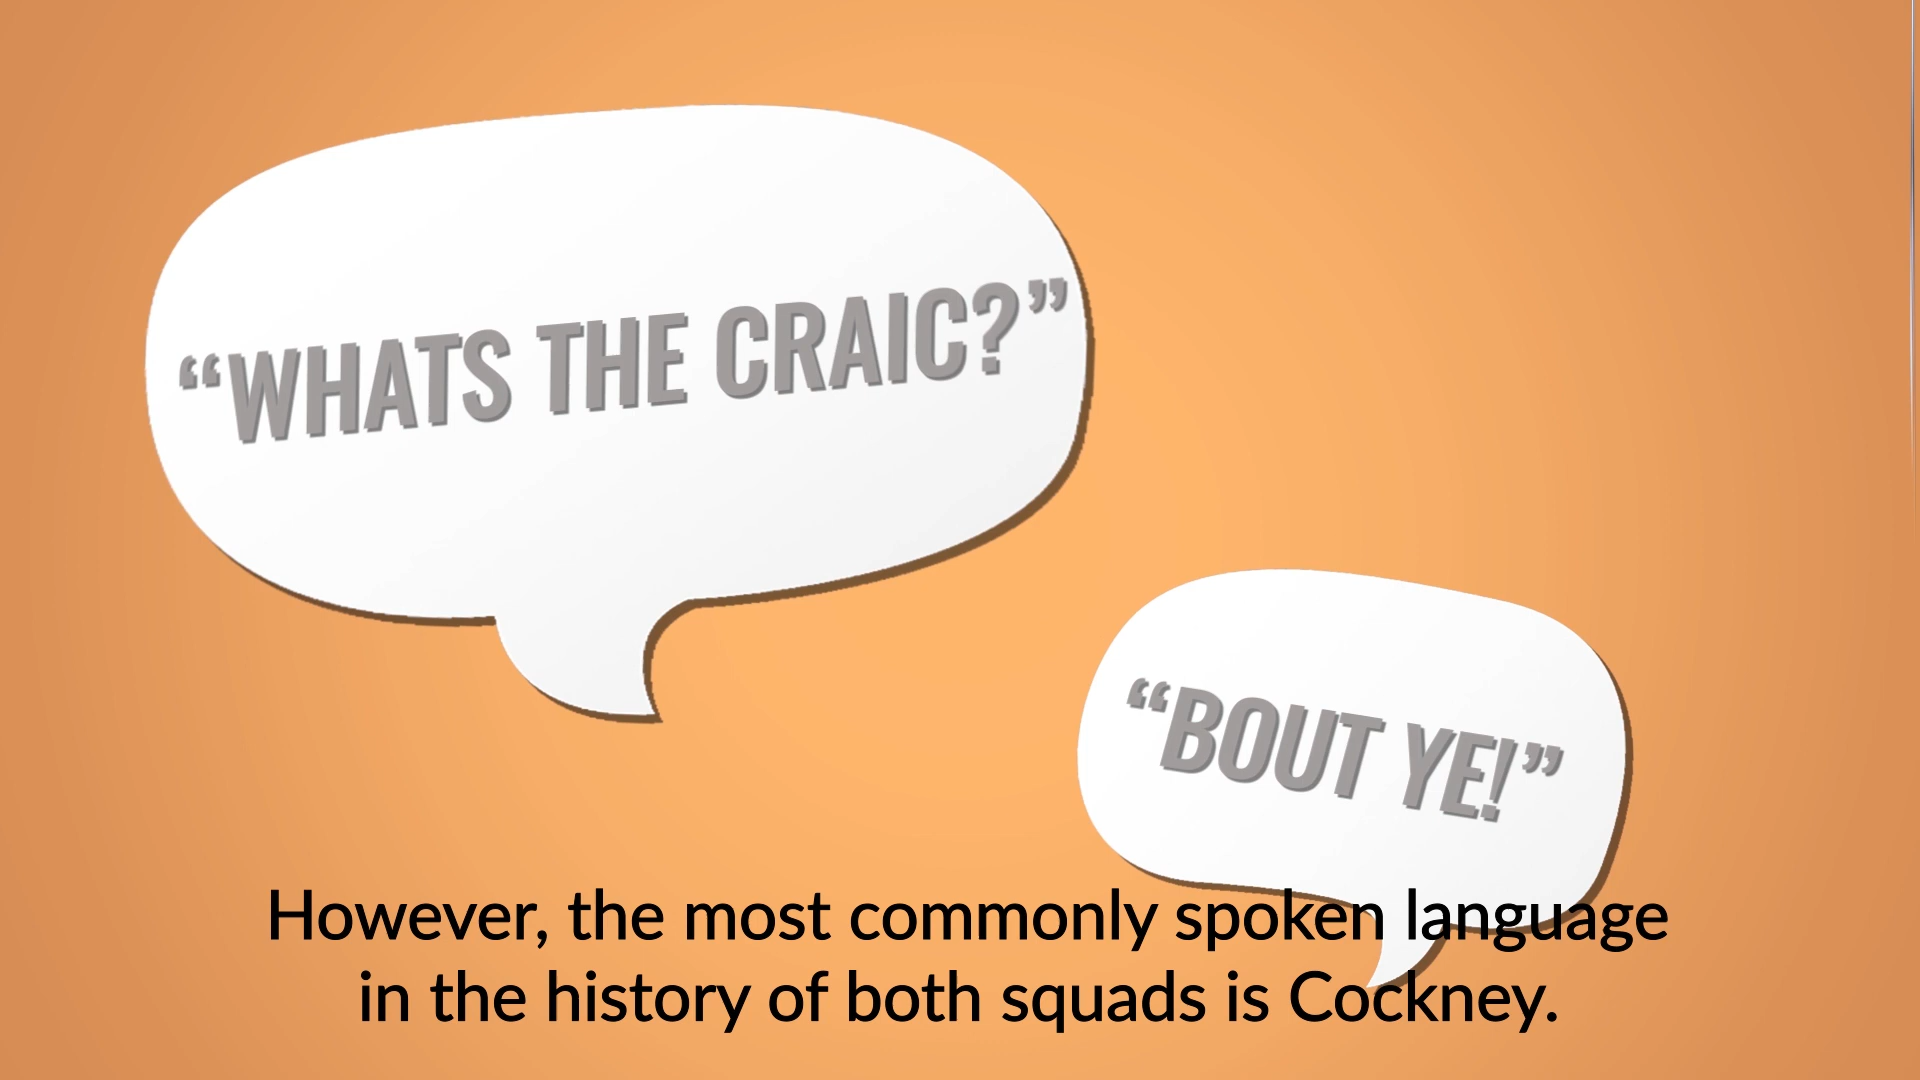 “WHATS THE CRAIC?”
“BOUT YE!”
However, the most commonly spoken language
in the history of both squads is Cockney.